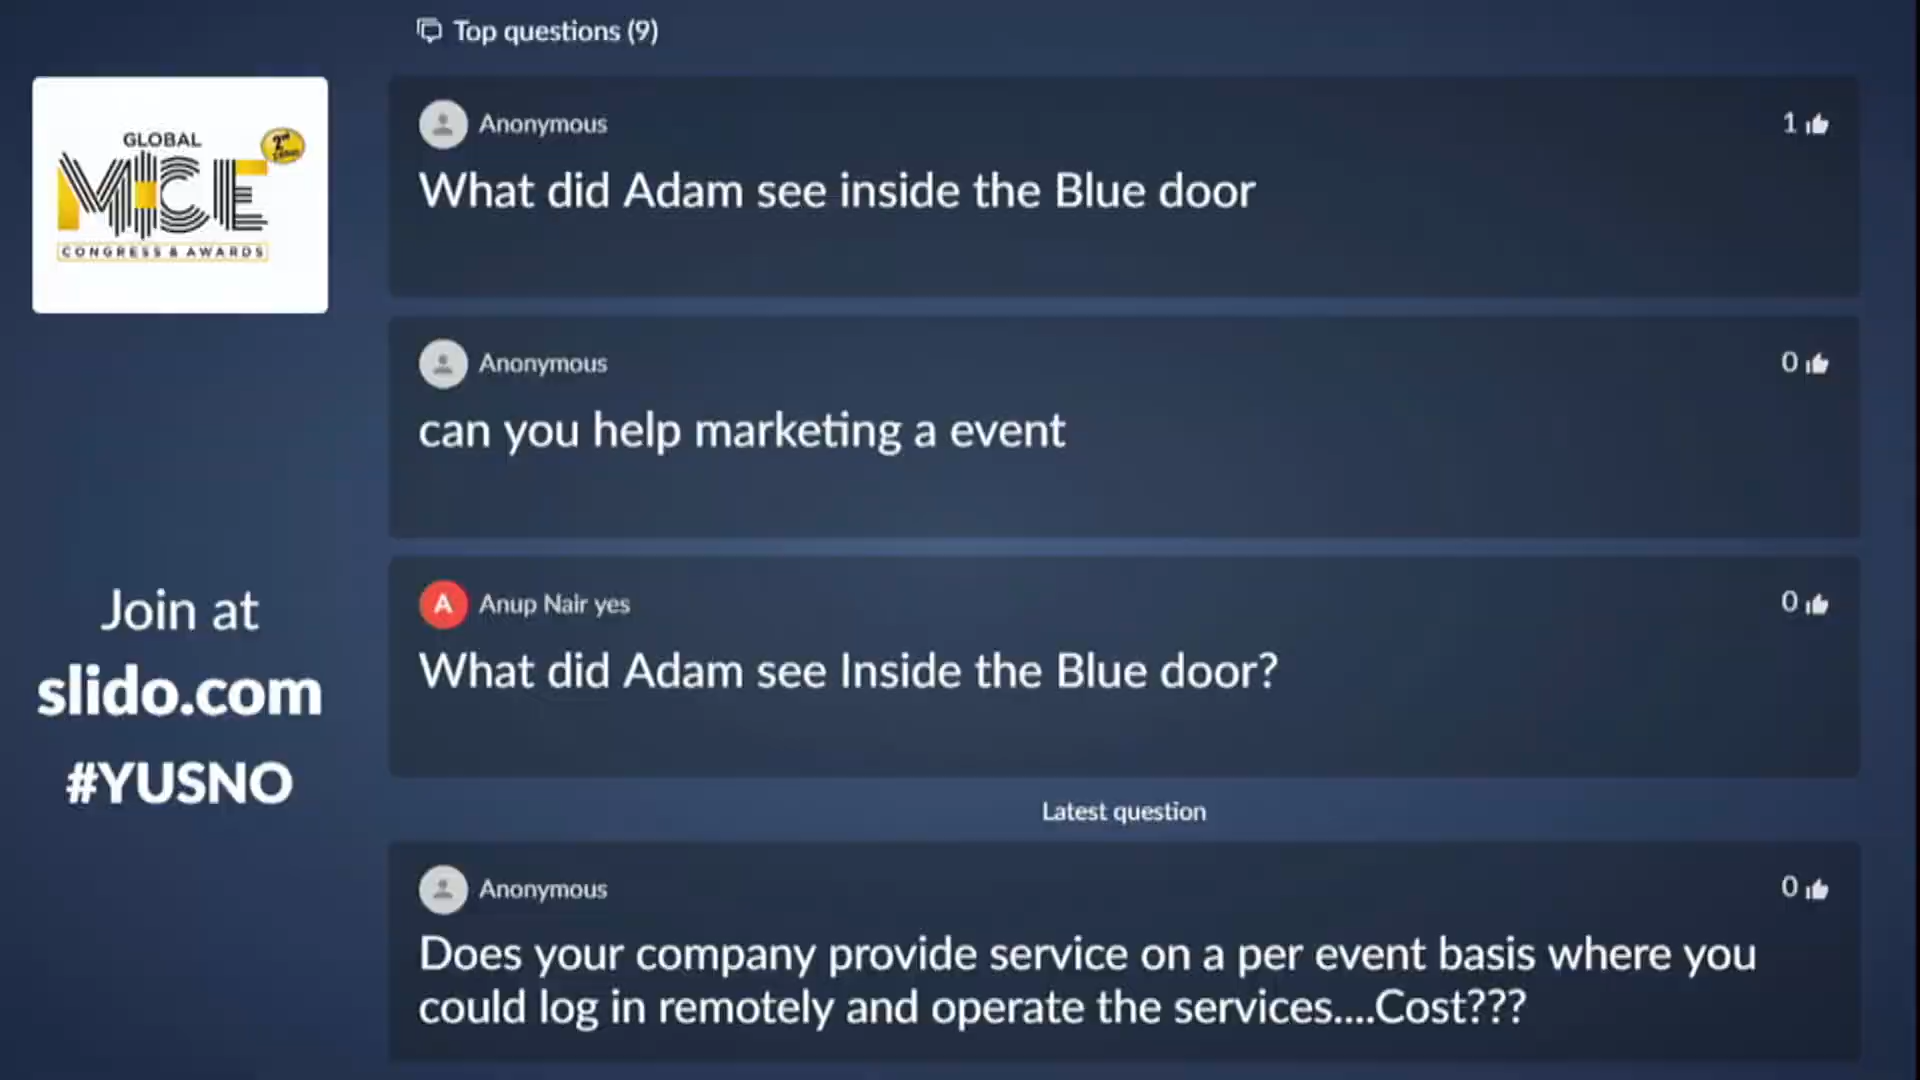 Top questions (9)
GLOBAL
MICE
CONGRESS & AWARDS
Anonymous
1
What did Adam see inside the Blue door
Anonymous
0
can you help marketing a event
A
Anup Nair yes
0
What did Adam see Inside the Blue door?
Join at
slido.com
#YUSNO
Latest question
Anonymous
0
Does your company provide service on a per event basis where you
could log in remotely and operate the services....Cost???